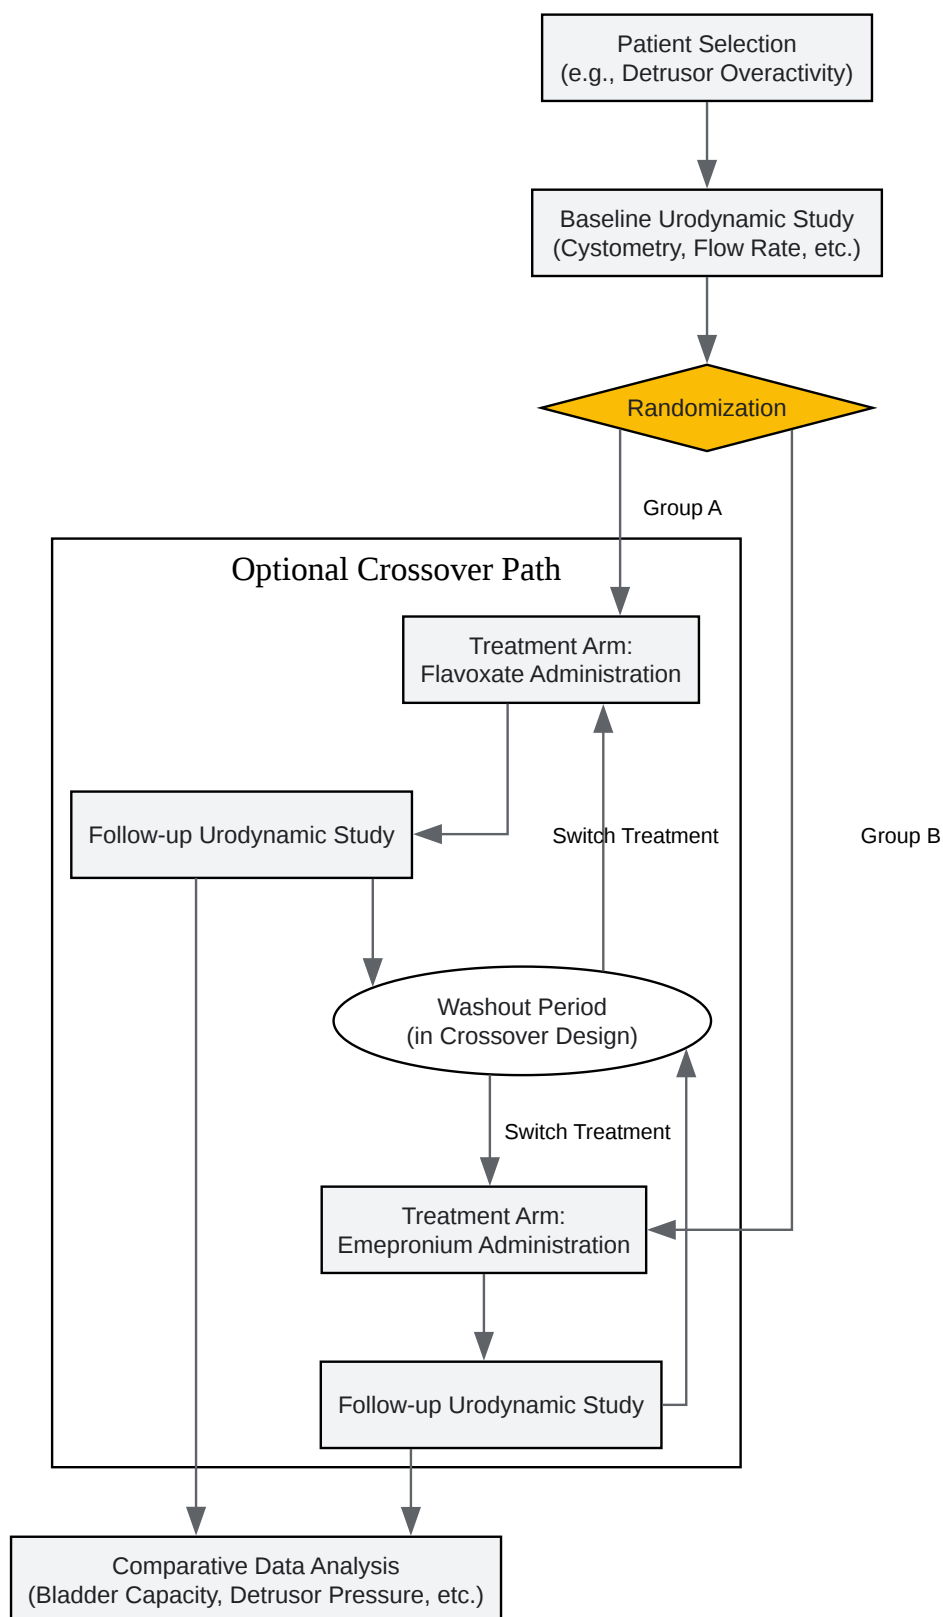 Patient Selection
(e.g., Detrusor Overactivity)
Baseline Urodynamic Study
(Cystometry, Flow Rate, etc.)
Randomization
Group A
Optional Crossover Path
Treatment Arm:
Flavoxate Administration
Follow-up Urodynamic Study
Switch Treatment
Group B
Washout Period
(in Crossover Design)
Switch Treatment
Treatment Arm:
Emepronium Administration
Follow-up Urodynamic Study
Comparative Data Analysis
(Bladder Capacity, Detrusor Pressure, etc.)